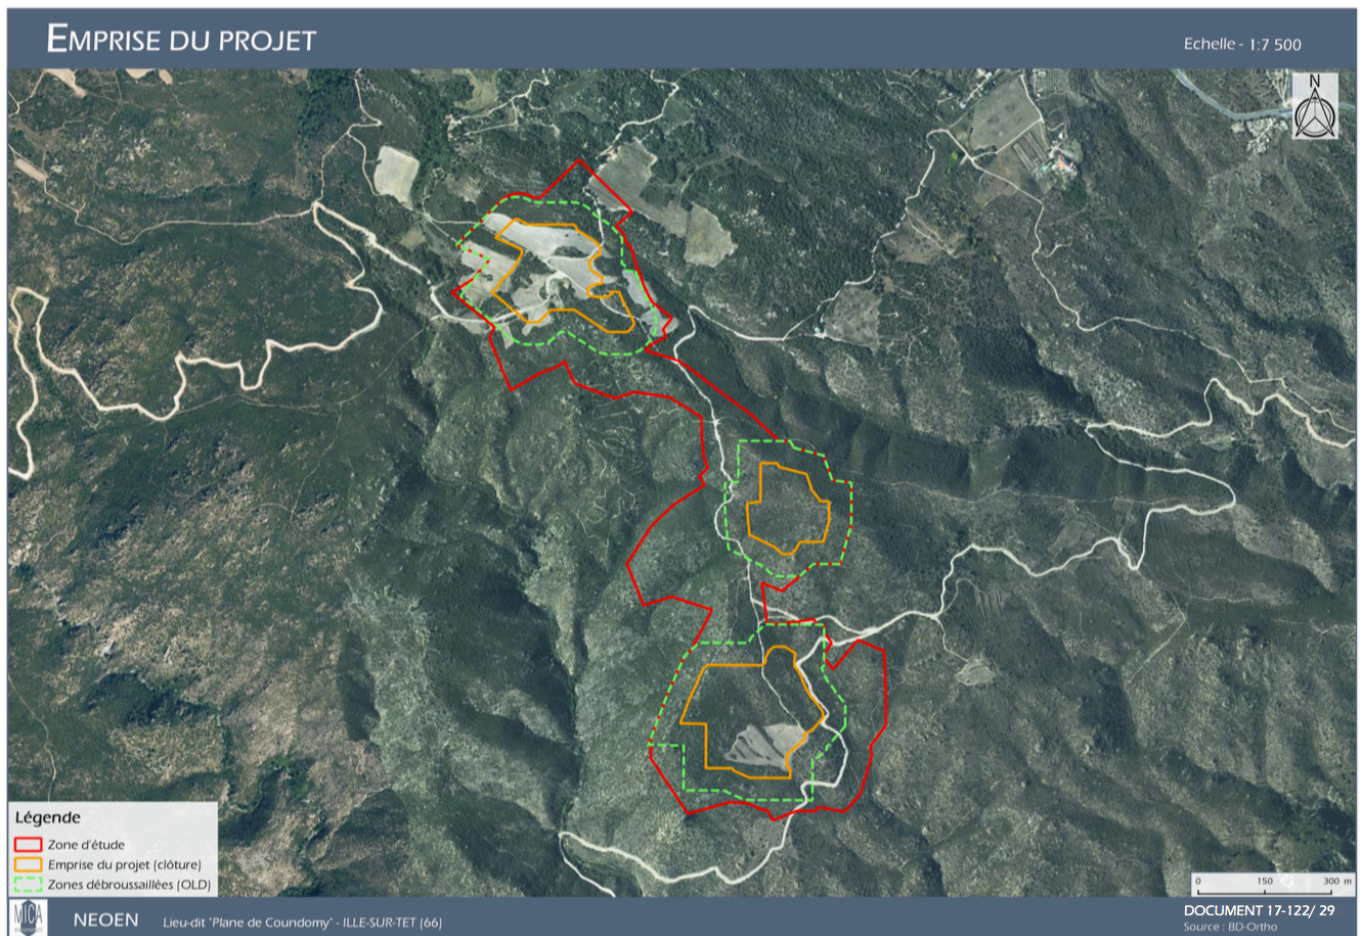 EMPRISE DU PROJET
Echelle - 1:7 500
N
Légende
Zone d'étude
Emprise du projet (clôture)
Zones débroussaillées (OLD)
0 150 300 m
MICA
NEOEN
Lieu-dit "Plane de Coundomy" - ILLE-SUR-TET (66)
DOCUMENT 17-122/ 29
Source : BD-Ortho